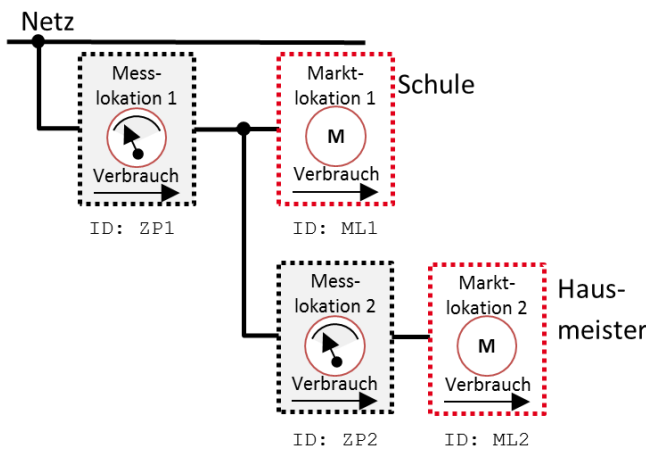 Netz
Mess-
lokation 1
Verbrauch
ID: ZP1
Markt-
lokation 1
M
Verbrauch
ID: ML1
Schule
Mess-
lokation 2
Verbrauch
ID: ZP2
Markt-
lokation 2
M
Verbrauch
ID: ML2
Haus-
meister